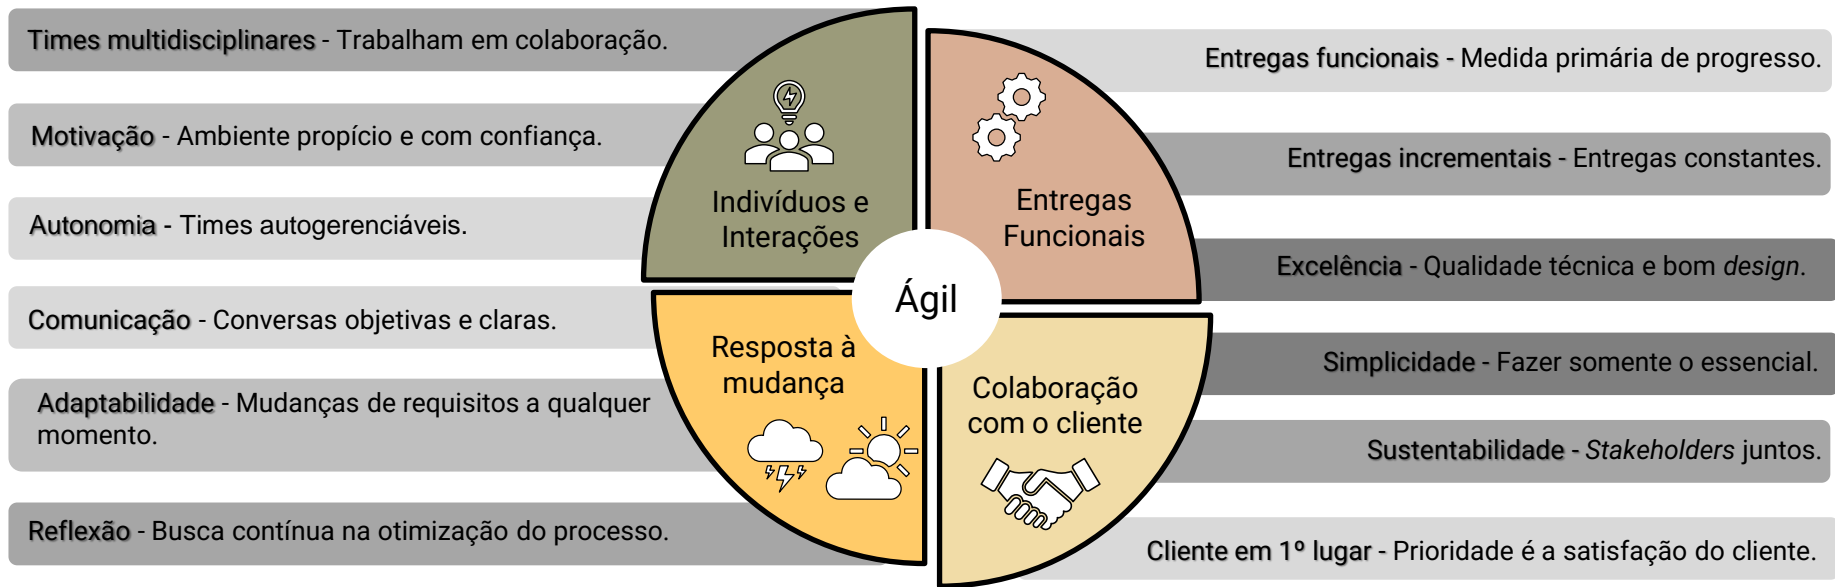 Times multidisciplinares - Trabalham em colaboração.
Motivação - Ambiente propício e com confiança.
Autonomia - Times autogerenciáveis.
Comunicação - Conversas objetivas e claras.
Adaptabilidade - Mudanças de requisitos a qualquer
momento.
Reflexão - Busca contínua na otimização do processo.
Indivíduos e
Interações
Entregas
Funcionais
Ágil
Resposta à
mudança
Colaboração
com o cliente
Entregas funcionais - Medida primária de progresso.
Entregas incrementais - Entregas constantes.
Excelência - Qualidade técnica e bom design.
Simplicidade - Fazer somente o essencial.
Sustentabilidade - Stakeholders juntos.
Cliente em 1º lugar - Prioridade é a satisfação do cliente.